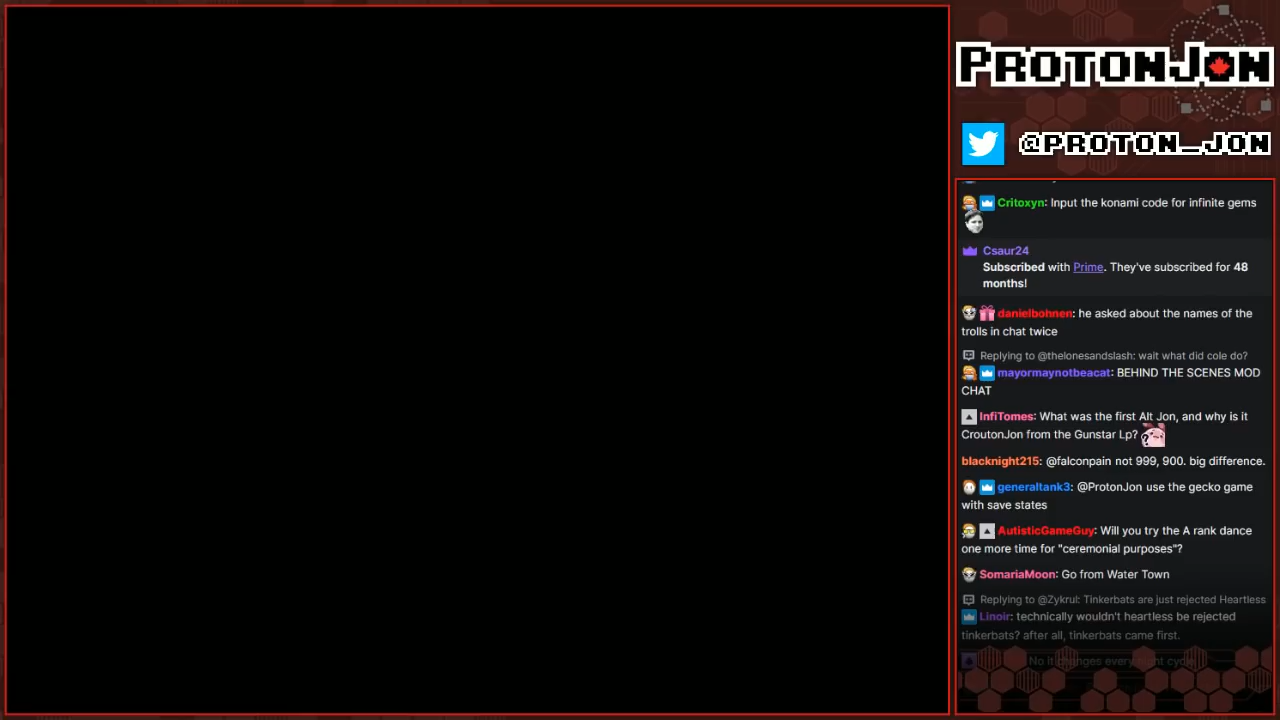 PROTONJON
@PROTON_JON
Critoxyn: Input the konami code for infinite gems
Csaur24
Subscribed with Prime. They've subscribed for 48
months!
danielbohnen: he asked about the names of the
trolls in chat twice
Replying to @thelonesandslash: wait what did cole do?
mayormaynotbeacat: BEHIND THE SCENES MOD
CHAT
InfiTomes: What was the first Alt Jon, and why is it
CroutonJon from the Gunstar Lp?
blacknight215: @falconpain not 999, 900. big difference.
generaltank3: @ProtonJon use the gecko game
with save states
AutisticGameGuy: Will you try the A rank dance
one more time for "ceremonial purposes"?
SomariaMoon: Go from Water Town
Replying to @Zykrul: Tinkerbats are just rejected Heartless
Linoir: technically wouldn't heartless be rejected
tinkerbats? after all, tinkerbats came first.
No it changes every cycle